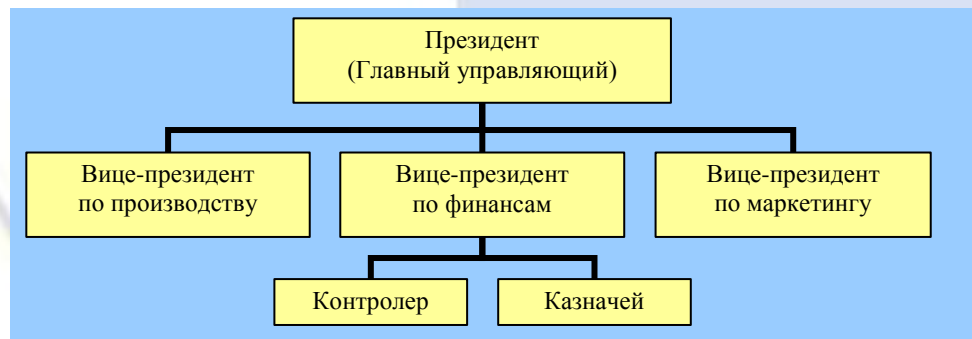 Президент
(Главный управляющий)
Вице-президент
по производству
Вице-президент
по финансам
Вице-президент
по маркетингу
Контролер
Казначей